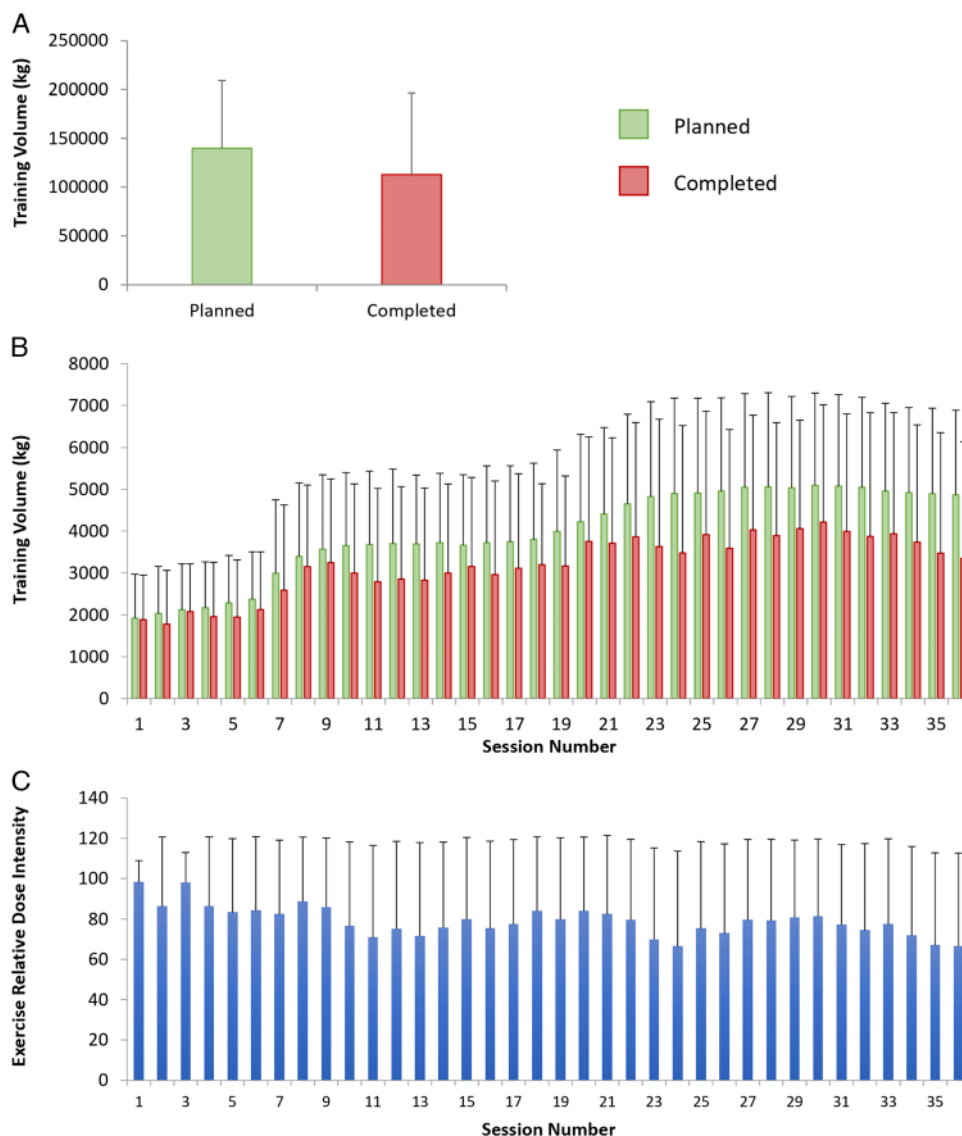 A
Training Volume (kg)
250000
200000
150000
100000
50000
0
Planned
Completed
Planned
Completed
B
Training Volume (kg)
8000
7000
6000
5000
4000
3000
2000
1000
0
1 3 5 7 9 11 13 15 17 19 21 23 25 27 29 31 33 35
Session Number
C
Exercise Relative Dose Intensity
140
120
100
80
60
40
20
0
1 3 5 7 9 11 13 15 17 19 21 23 25 27 29 31 33 35
Session Number